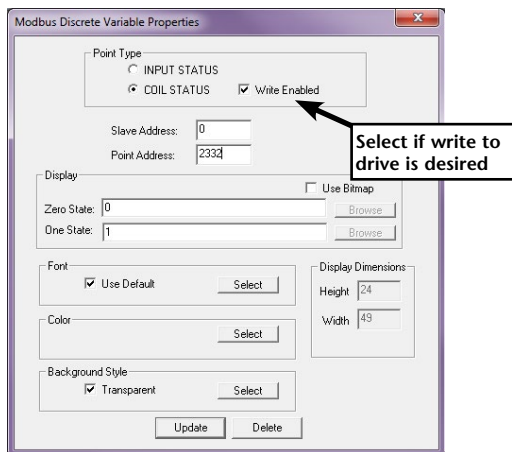 Modbus Discrete Variable Properties
Point Type
INPUT STATUS
COIL STATUS Write Enabled
Select if write to
drive is desired
Slave Address: 0
Point Address: 2332
Display
Use Bitmap
Zero State: 0 Browse
One State: 1 Browse
Font
Use Default Select
Display Dimensions
Height 24
Width 49
Color
Select
Background Style
Transparent Select
Update Delete